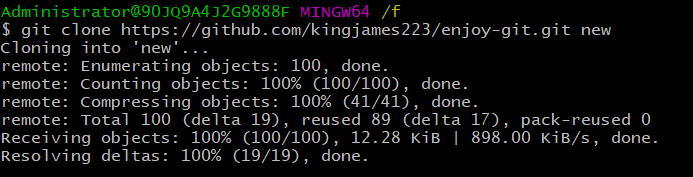 Administrator@90JQ9A4J2G9888F MINGW64 /f
$ git clone https://github.com/kingjames223/enjoy-git.git new
Cloning into 'new'...
remote: Enumerating objects: 100, done.
remote: Counting objects: 100% (100/100), done.
remote: Compressing objects: 100% (41/41), done.
remote: Total 100 (delta 19), reused 89 (delta 17), pack-reused 0
Receiving objects: 100% (100/100), 12.28 KiB | 898.00 KiB/s, done.
Resolving deltas: 100% (19/19), done.